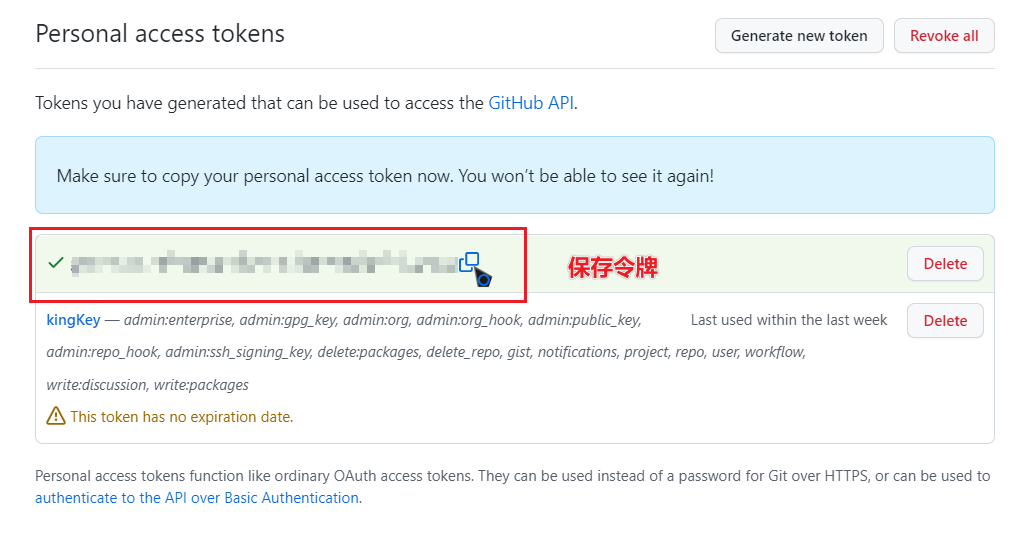 Personal access tokens
Generate new token
Revoke all
Tokens you have generated that can be used to access the GitHub API.
Make sure to copy your personal access token now. You won’t be able to see it again!
保存令牌
Delete
kingKey — admin:enterprise, admin:gpg_key, admin:org, admin:org_hook, admin:public_key,
Last used within the last week
Delete
admin:repo_hook, admin:ssh_signing_key, delete:packages, delete_repo, gist, notifications, project, repo, user, workflow,
write:discussion, write:packages
This token has no expiration date.
Personal access tokens function like ordinary OAuth access tokens. They can be used instead of a password for Git over HTTPS, or can be used to
authenticate to the API over Basic Authentication.